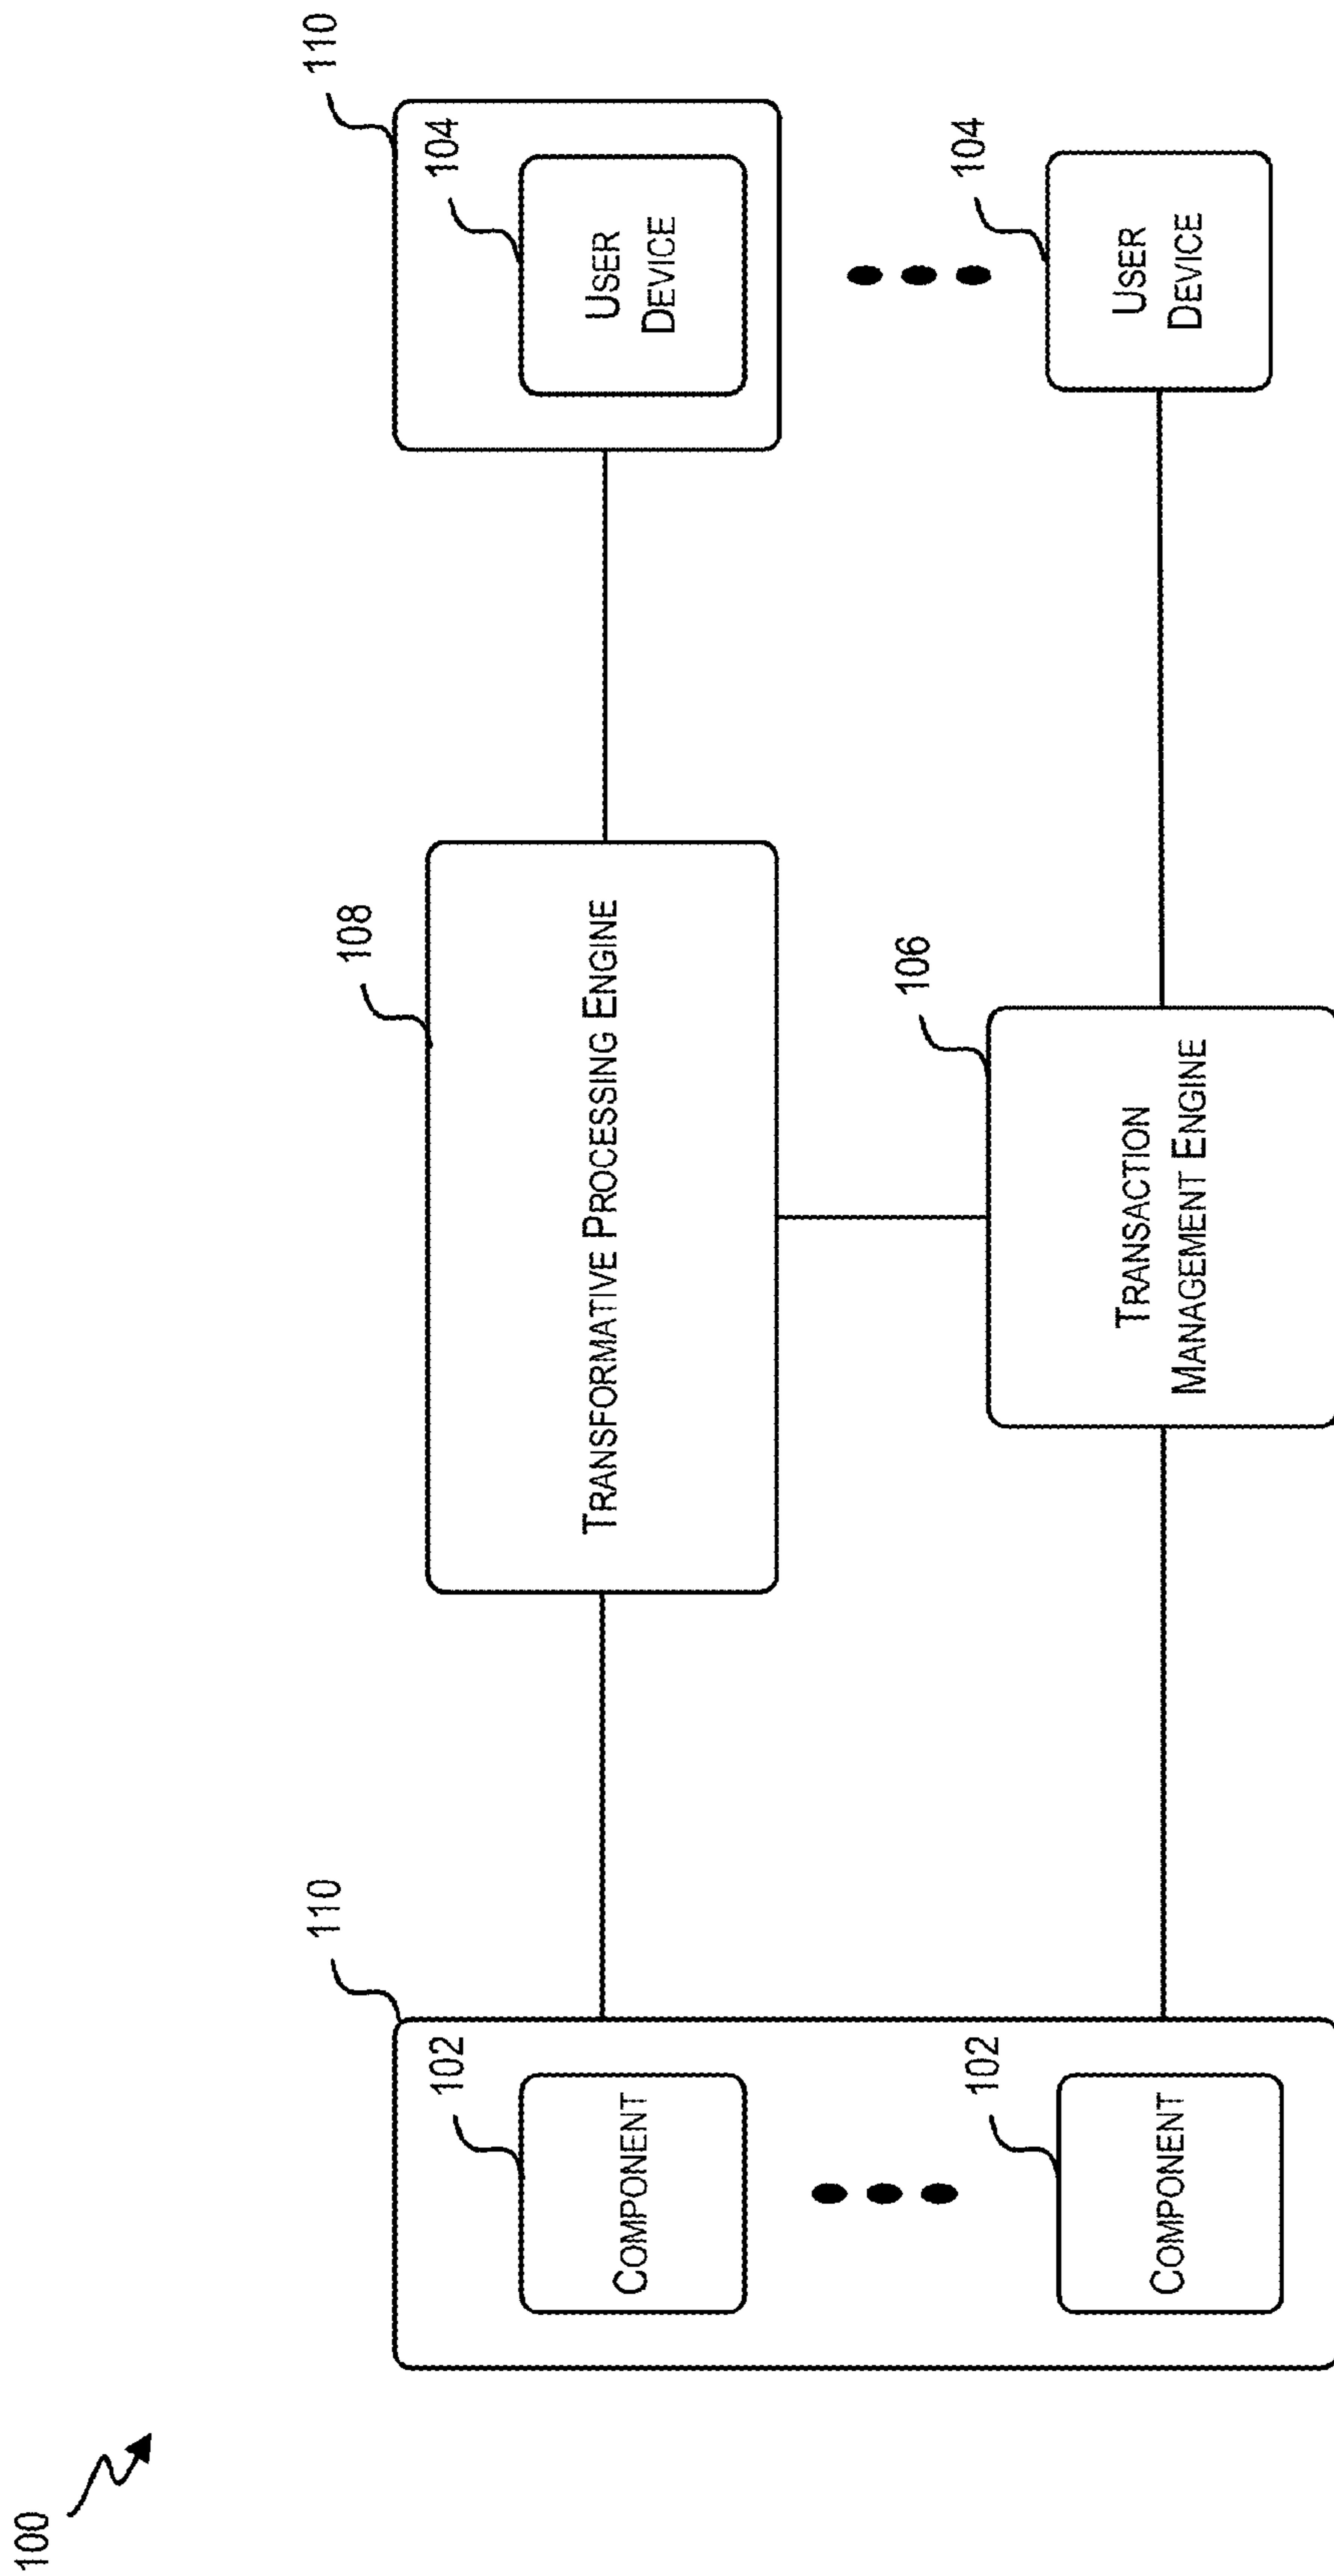 100
110
102
COMPONENT
102
COMPONENT
108
TRANSFORMATIVE PROCESSING ENGINE
106
TRANSACTION
MANAGEMENT ENGINE
110
104
USER
DEVICE
104
USER
DEVICE